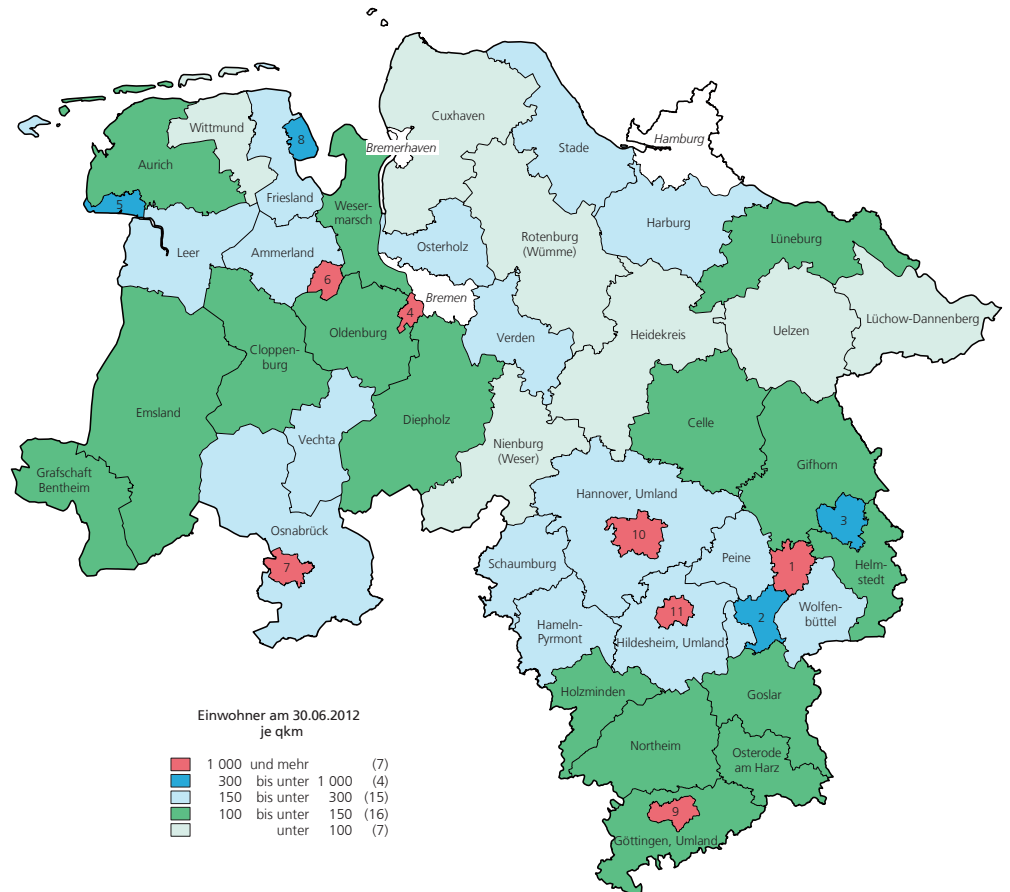 Cuxhaven
Wittmund
8
Bremerhaven
Stade
Hamburg
Aurich
Friesland
5
Weser-
marsch
Harburg
Rotenburg
(Wümme)
Lüneburg
Leer
Ammerland
Osterholz
6
Bremen
4
Lüchow-Dannenberg
Oldenburg
Verden
Heidekreis
Uelzen
Cloppen-
burg
Emsland
Diepholz
Celle
Vechta
Nienburg
(Weser)
Gifhorn
Grafschaft
Bentheim
Hannover, Umland
3
Osnabrück
10
Peine
7
Schaumburg
1
Helm-
stedt
11
2
Wolfen-
büttel
Hameln-
Pyrmont
Hildesheim, Umland
Holzminden
Goslar
Northeim
Osterode
am Harz
9
Göttingen, Umland
Einwohner am 30.06.2012
je qkm
1 000 und mehr (7)
300 bis unter 1 000 (4)
150 bis unter 300 (15)
100 bis unter 150 (16)
unter 100 (7)